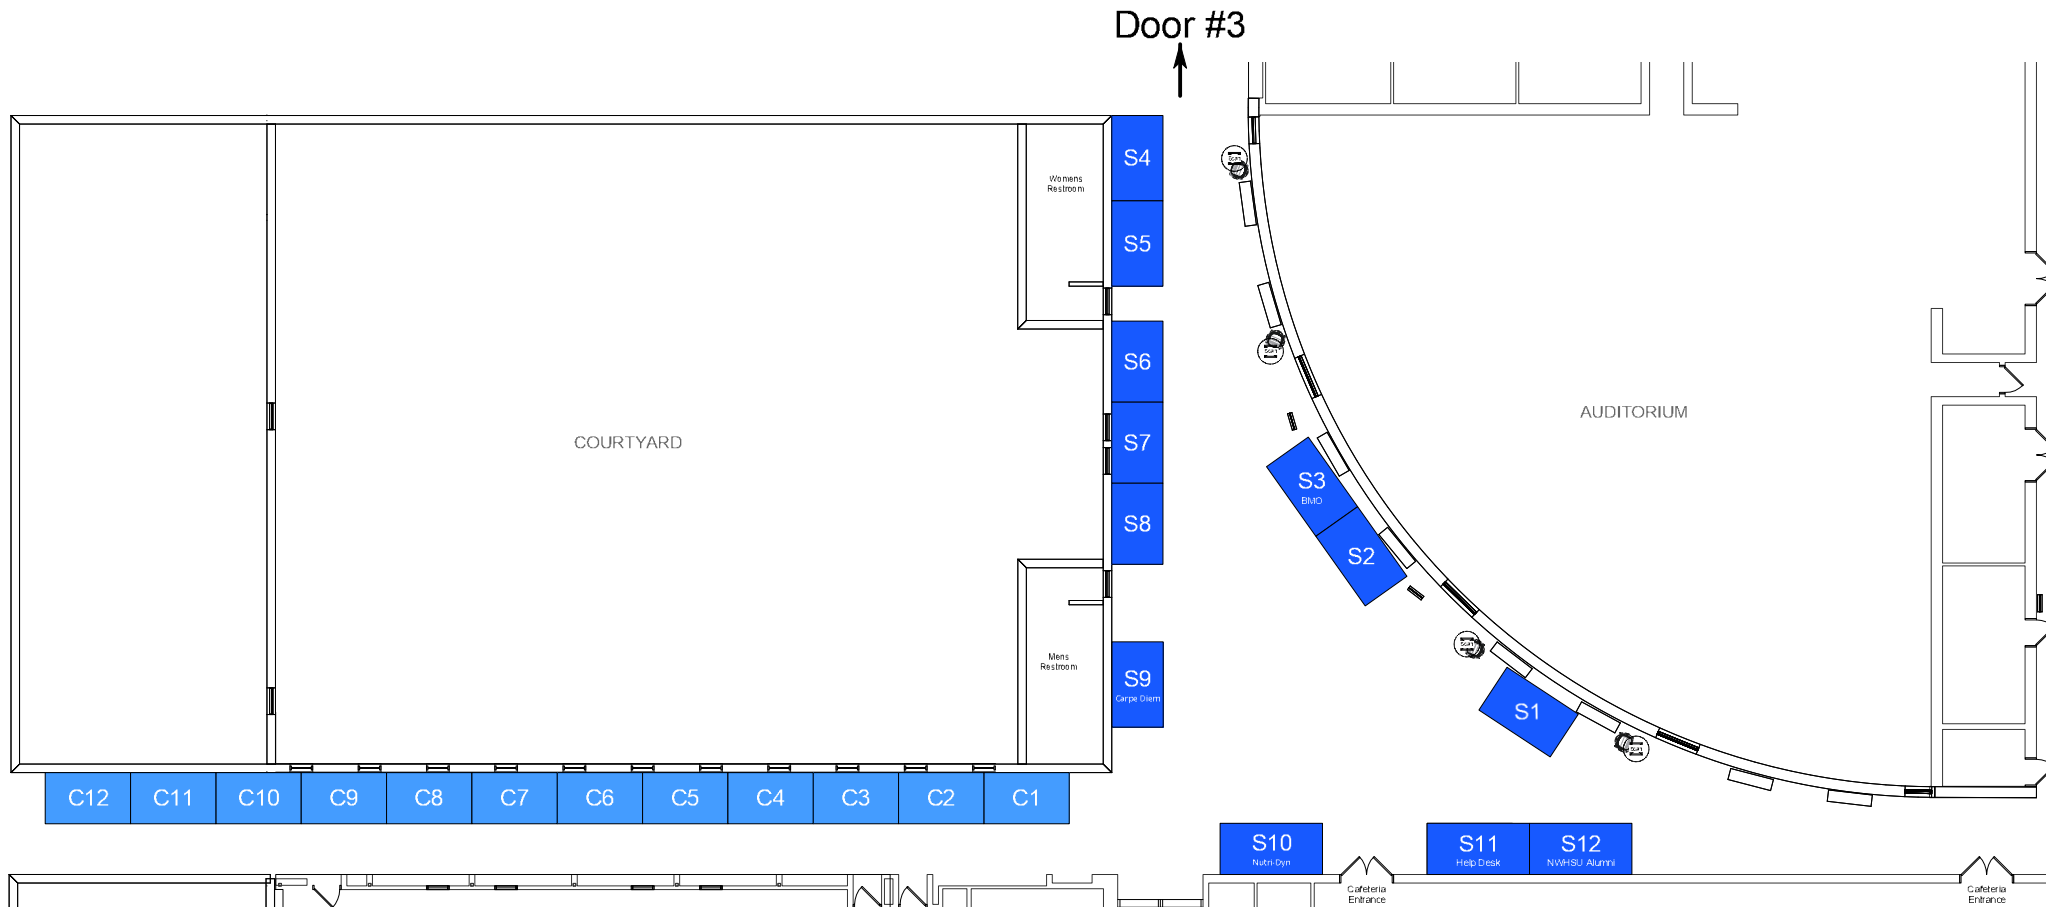 Door #3
Womens
Restroom
S4
S5
S6
S7
S8
COURTYARD
AUDITORIUM
S3
BMO
S2
Mens
Restroom
S9
Carpe Diem
S1
C12
C11
C10
C9
C8
C7
C6
C5
C4
C3
C2
C1
S10
Nutri-Dyn
S11
Help Desk
S12
NWHSU Alumni
Cafeteria
Entrance
Cafeteria
Entrance